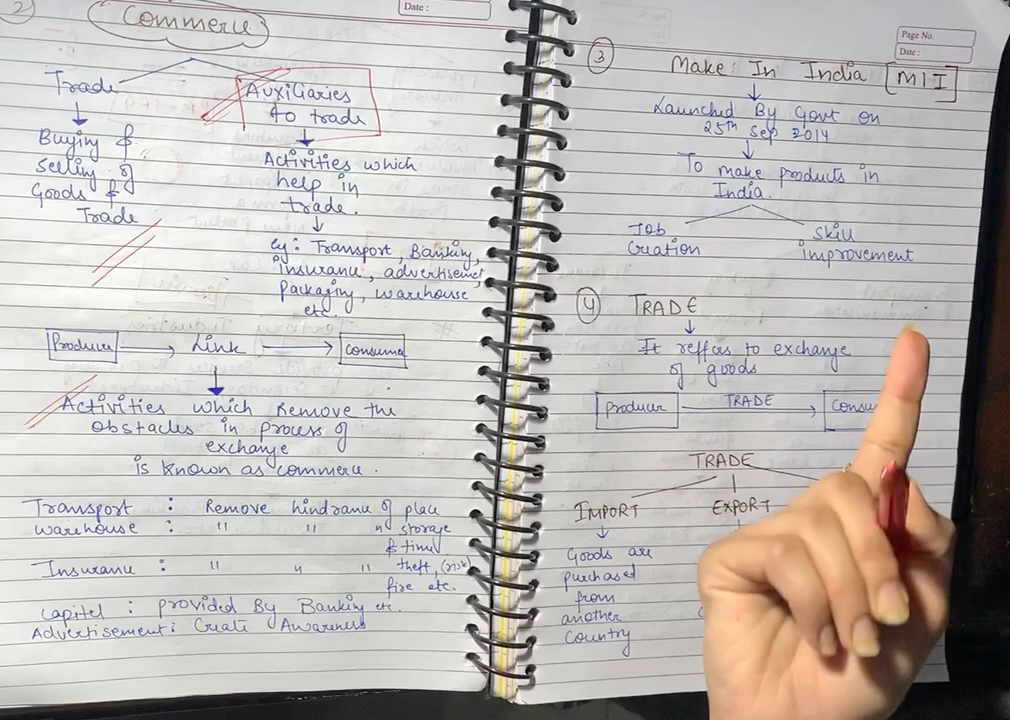 2
Commerce
Date :
Trade
Auxiliaries
to trade
Buying &
Selling of
Goods &
Trade
Activities which
help in
trade.
eg: Transport, Banking,
insurance, advertisement
Packaging, warehouse
etc.
Producer → Link → Consumer
Activities which Remove the
obstacles in process of
exchange
is known as commerce.
Transport : Remove hindrance of place
warehouse : " " " storage
& time
Insurance : " " " theft, (risk)
fire etc.
Capital : provided By Banking etc.
Advertisement : Create Awareness
Page No.
Date :
3
Make In India [MII]
Launched By Govt on
25th Sep 2014
To make products in
India.
Job
Creation
Skill
improvement
4 TRADE
It reffers to exchange
of goods
producer TRADE → Consu
TRADE
IMPORT
EXPORT
Goods are
purchased
from
another
Country